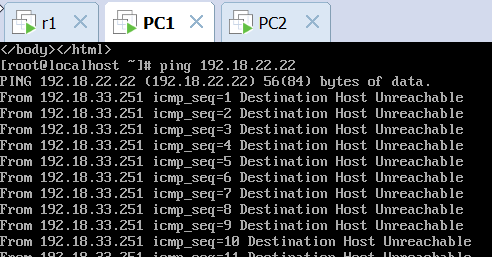 r1 PC1 PC2
</body></html>
[root@localhost ~]# ping 192.18.22.22
PING 192.18.22.22 (192.18.22.22) 56(84) bytes of data.
From 192.18.33.251 icmp_seq=1 Destination Host Unreachable
From 192.18.33.251 icmp_seq=2 Destination Host Unreachable
From 192.18.33.251 icmp_seq=3 Destination Host Unreachable
From 192.18.33.251 icmp_seq=4 Destination Host Unreachable
From 192.18.33.251 icmp_seq=5 Destination Host Unreachable
From 192.18.33.251 icmp_seq=6 Destination Host Unreachable
From 192.18.33.251 icmp_seq=7 Destination Host Unreachable
From 192.18.33.251 icmp_seq=8 Destination Host Unreachable
From 192.18.33.251 icmp_seq=9 Destination Host Unreachable
From 192.18.33.251 icmp_seq=10 Destination Host Unreachable
From 192.18.33.251 icmp_seq=11 Destination Host Unreachable